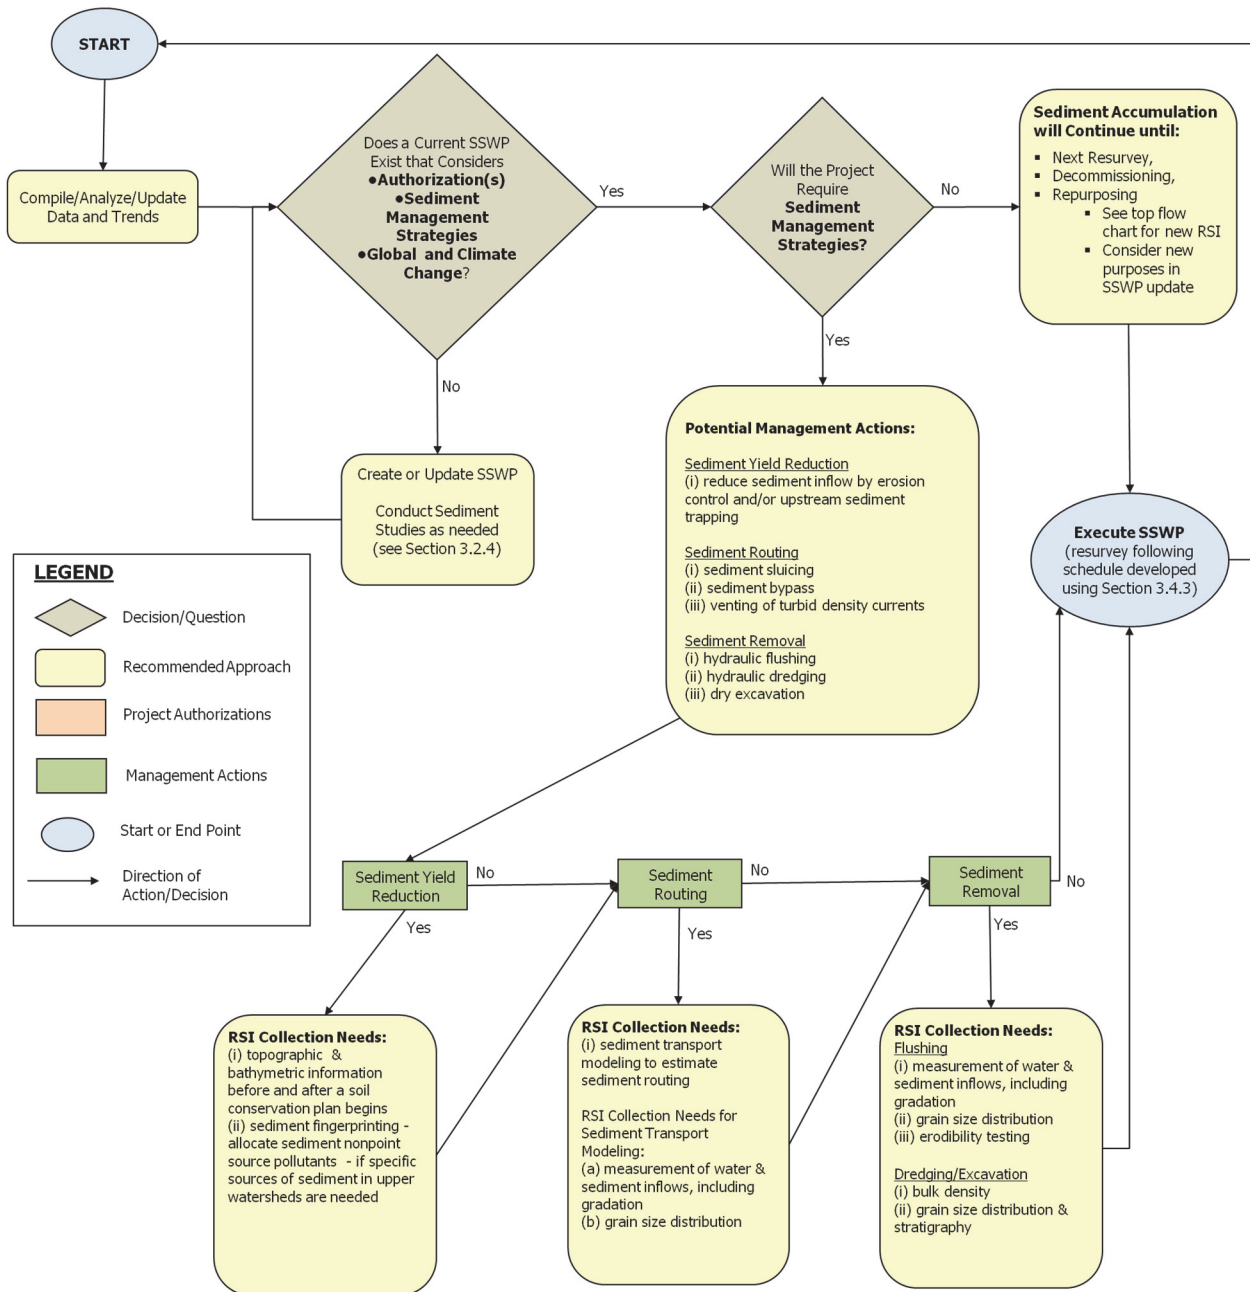 START
Compile/Analyze/Update
Data and Trends
Does a Current SSWP
Exist that Considers
●Authorization(s)
●Sediment
Management
Strategies
●Global and Climate
Change?
Yes
No
Create or Update SSWP
Conduct Sediment
Studies as needed
(see Section 3.2.4)
Will the Project
Require
Sediment
Management
Strategies?
No
Yes
Sediment Accumulation
will Continue until:
▪ Next Resurvey,
▪ Decommissioning,
▪ Repurposing
▪ See top flow
chart for new RSI
▪ Consider new
purposes in
SSWP update
Potential Management Actions:
Sediment Yield Reduction
(i) reduce sediment inflow by erosion
control and/or upstream sediment
trapping
Sediment Routing
(i) sediment sluicing
(ii) sediment bypass
(iii) venting of turbid density currents
Sediment Removal
(i) hydraulic flushing
(ii) hydraulic dredging
(iii) dry excavation
Execute SSWP
(resurvey following
schedule developed
using Section 3.4.3)
LEGEND
Decision/Question
Recommended Approach
Project Authorizations
Management Actions
Start or End Point
Direction of
Action/Decision
Sediment Yield
Reduction
No
Yes
Sediment
Routing
No
Yes
Sediment
Removal
No
Yes
RSI Collection Needs:
(i) topographic &
bathymetric information
before and after a soil
conservation plan begins
(ii) sediment fingerprinting -
allocate sediment nonpoint
source pollutants - if specific
sources of sediment in upper
watersheds are needed
RSI Collection Needs:
(i) sediment transport
modeling to estimate
sediment routing
RSI Collection Needs for
Sediment Transport
Modeling:
(a) measurement of water &
sediment inflows, including
gradation
(b) grain size distribution
RSI Collection Needs:
Flushing
(i) measurement of water &
sediment inflows, including
gradation
(ii) grain size distribution
(iii) erodibility testing
Dredging/Excavation
(i) bulk density
(ii) grain size distribution &
stratigraphy